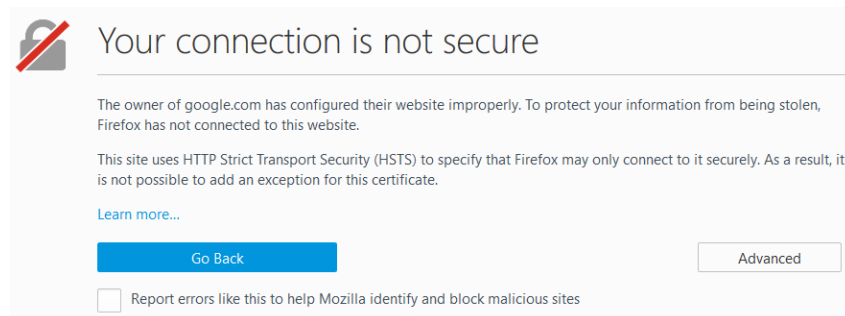 Your connection is not secure
The owner of google.com has configured their website improperly. To protect your information from being stolen,
Firefox has not connected to this website.
This site uses HTTP Strict Transport Security (HSTS) to specify that Firefox may only connect to it securely. As a result, it
is not possible to add an exception for this certificate.
Learn more...
Go Back
Advanced
Report errors like this to help Mozilla identify and block malicious sites